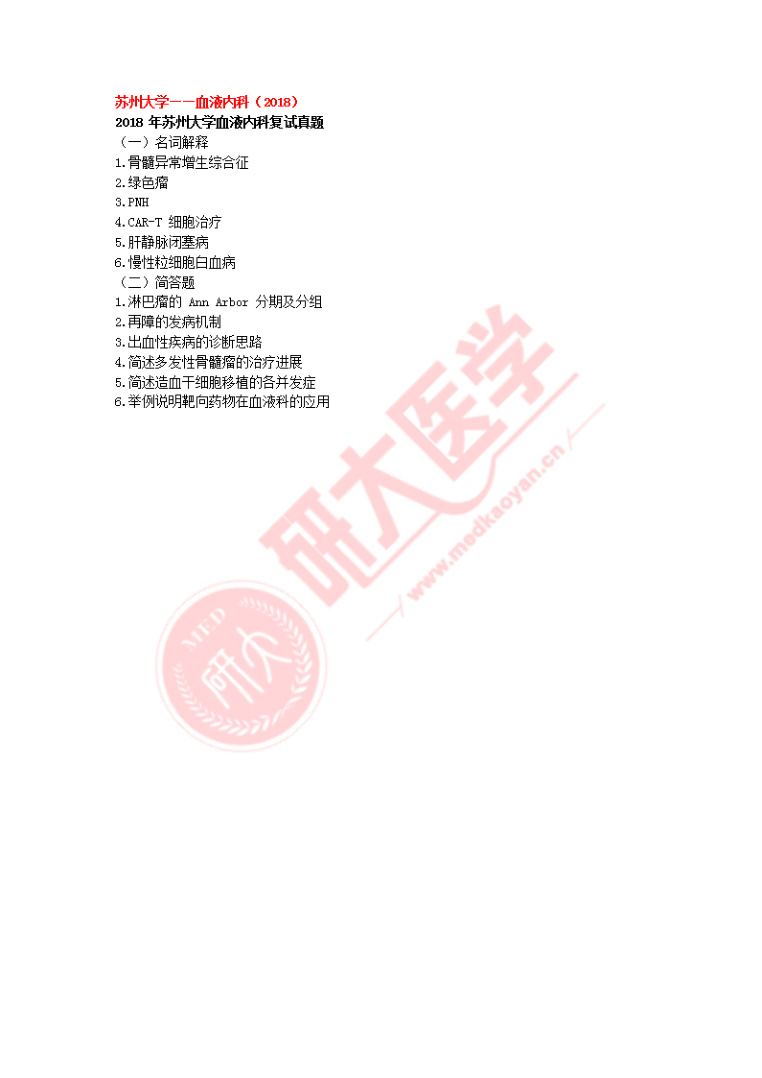 苏州大学——血液内科（2018）
2018 年苏州大学血液内科复试真题
（一）名词解释
1.骨髓异常增生综合征
2.绿色瘤
3.PNH
4.CAR-T 细胞治疗
5.肝静脉闭塞病
6.慢性粒细胞白血病
（二）简答题
1.淋巴瘤的 Ann Arbor 分期及分组
2.再障的发病机制
3.出血性疾病的诊断思路
4.简述多发性骨髓瘤的治疗进展
5.简述造血干细胞移植的各并发症
6.举例说明靶向药物在血液科的应用
研大医学
www.medkaoyan.cn
MED
研大